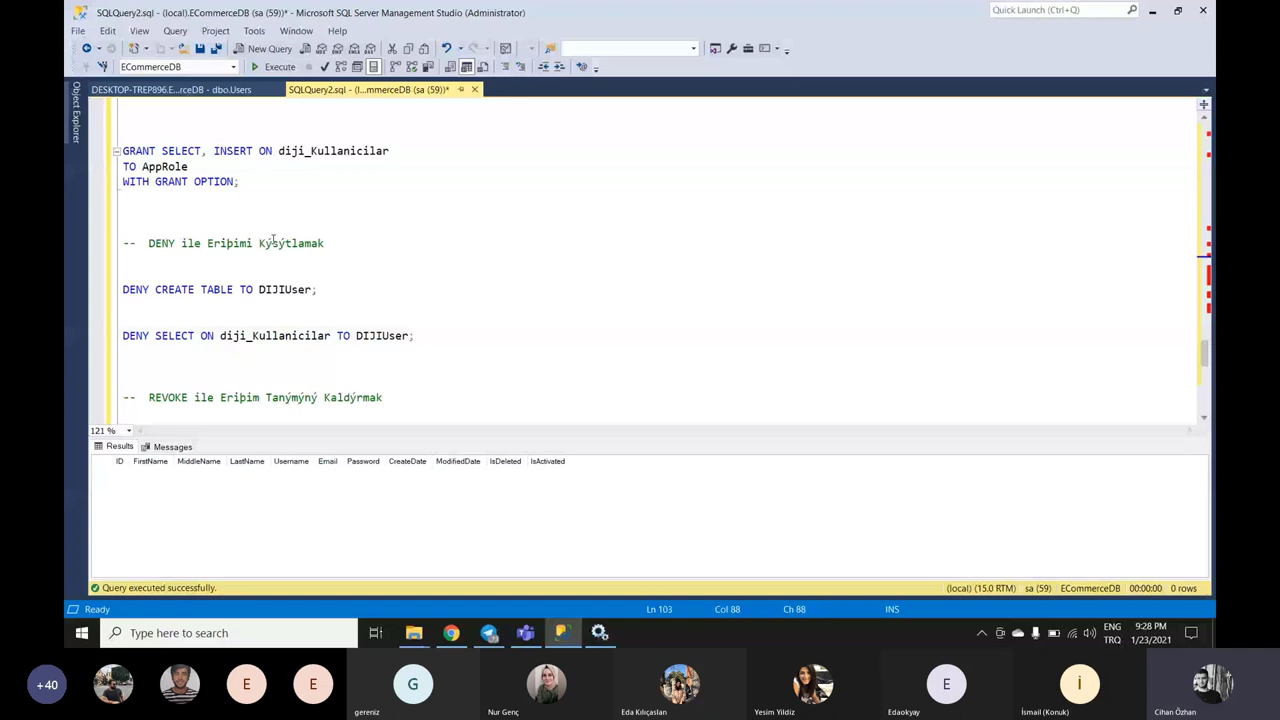 SQLQuery2.sql - (local).ECommerceDB (sa (59))* - Microsoft SQL Server Management Studio (Administrator)
Quick Launch (Ctrl+Q)
File Edit View Query Project Tools Window Help
New Query
ECommerceDB
Execute
Object Explorer
DESKTOP-TREP896.E...rceDB - dbo.Users
SQLQuery2.sql - (l...mmerceDB (sa (59))*
GRANT SELECT, INSERT ON diji_Kullanicilar
TO AppRole
WITH GRANT OPTION;
-- DENY ile Eriþimi Kýsýtlamak
DENY CREATE TABLE TO DIJIUser;
DENY SELECT ON diji_Kullanicilar TO DIJIUser;
-- REVOKE ile Eriþim Tanýmýný Kaldýrmak
121 %
Results Messages
ID FirstName MiddleName LastName Username Email Password CreateDate ModifiedDate IsDeleted IsActivated
Query executed successfully.
(local) (15.0 RTM) sa (59) ECommerceDB 00:00:00 0 rows
Ready
Ln 103 Col 88 Ch 88 INS
Type here to search
ENG
TRQ
9:28 PM
1/23/2021
+40
E
E
G
E
İ
gereniz
Nur Genç
Eda Kılıçaslan
Yesim Yildiz
Edaokyay
İsmail (Konuk)
Cihan Özhan